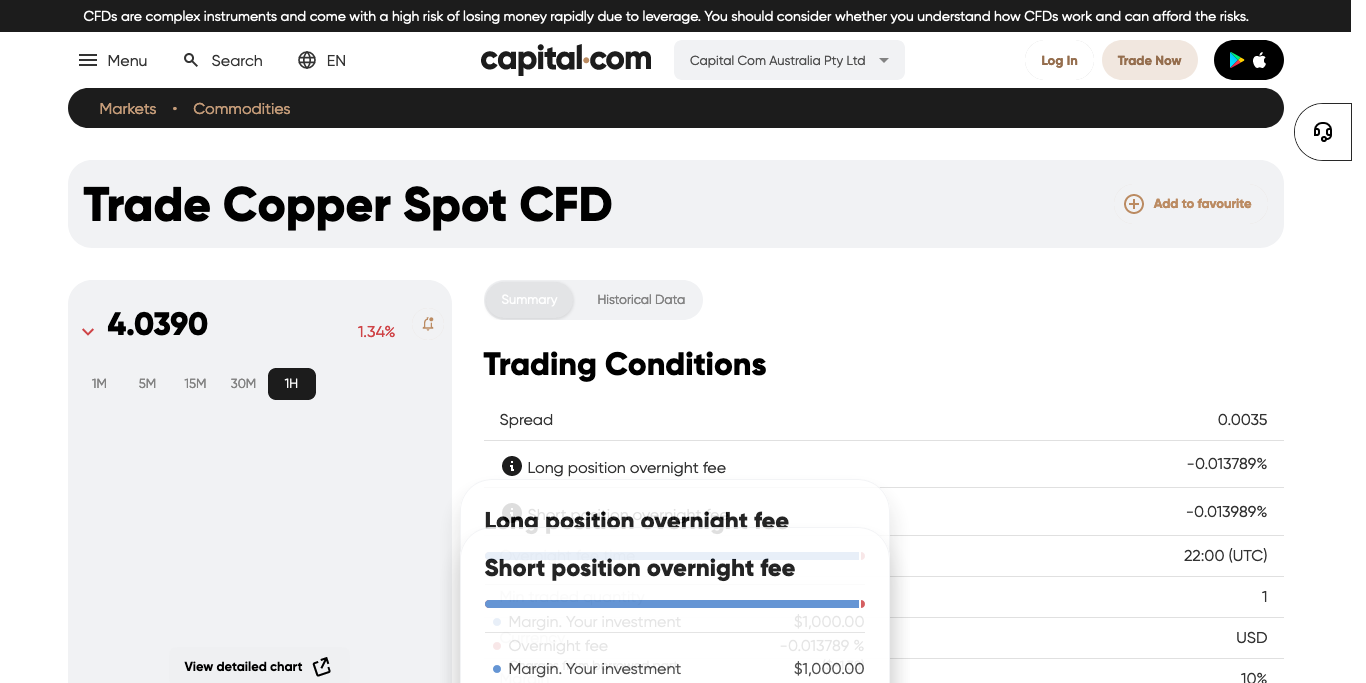 CFDs are complex instruments and come with a high risk of losing money rapidly due to leverage. You should consider whether you understand how CFDs work and can afford the risks.
Menu Search EN capital.com Capital Com Australia Pty Ltd Log In Trade Now
Markets • Commodities
Trade Copper Spot CFD
Add to favourite
4.0390
1.34%
1M 5M 15M 30M 1H
View detailed chart
Summary Historical Data
Trading Conditions
Spread 0.0035
Long position overnight fee -0.013789%
Short position overnight fee -0.013989%
Long position overnight fee
22:00 (UTC)
Short position overnight fee
1
Margin. Your investment $1,000.00
USD
Overnight fee -0.013789 %
Margin. Your investment $1,000.00
10%